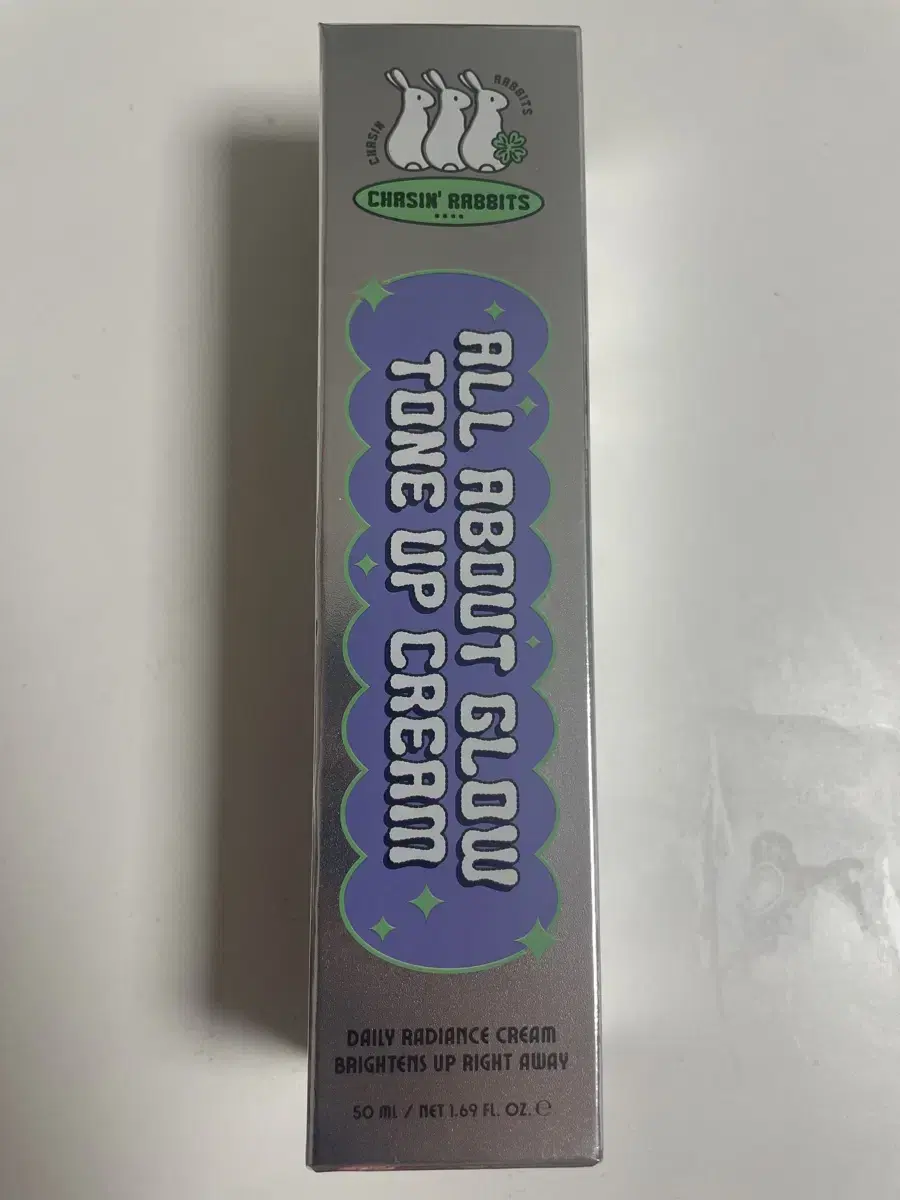 CHASIN RABBITS
CHASIN' RABBITS
ALL ABOUT GLOW
TONE UP CREAM
DAILY RADIANCE CREAM
BRIGHTENS UP RIGHT AWAY
50 ML / NET 1.69 FL. OZ. ℮